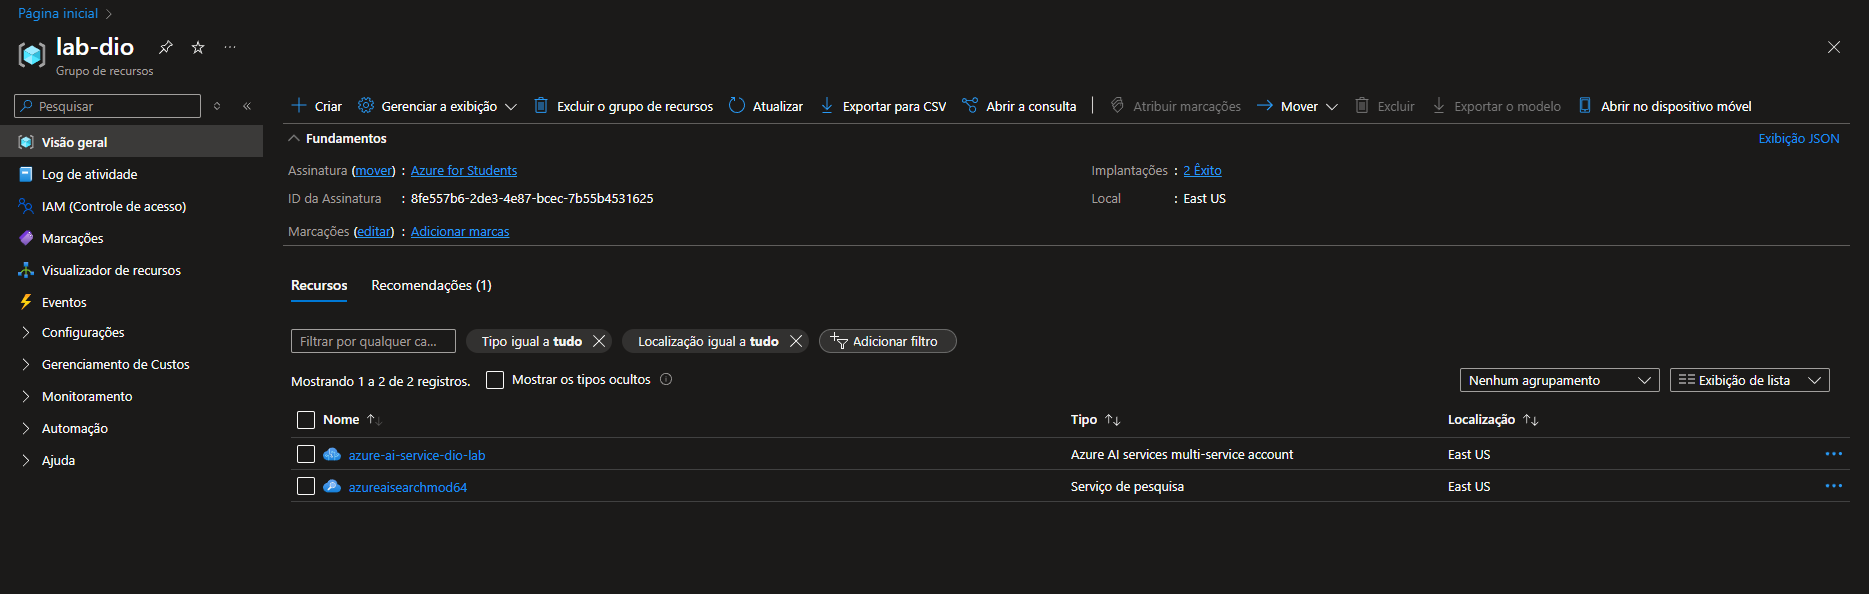 Página inicial
lab-dio
Grupo de recursos
Pesquisar
Criar Gerenciar a exibição Excluir o grupo de recursos Atualizar Exportar para CSV Abrir a consulta Atribuir marcações Mover Excluir Exportar o modelo Abrir no dispositivo móvel
Visão geral
Log de atividade
IAM (Controle de acesso)
Marcações
Visualizador de recursos
Eventos
Configurações
Gerenciamento de Custos
Monitoramento
Automação
Ajuda
Fundamentos Exibição JSON
Assinatura (mover) : Azure for Students
ID da Assinatura : 8fe557b6-2de3-4e87-bcec-7b55b4531625
Marcações (editar) : Adicionar marcas
Implantações : 2 Êxito
Local : East US
Recursos Recomendações (1)
Filtrar por qualquer ca... Tipo igual a tudo Localização igual a tudo Adicionar filtro
Mostrando 1 a 2 de 2 registros. Mostrar os tipos ocultos Nenhum agrupamento Exibição de lista
Nome Tipo Localização
azure-ai-service-dio-lab Azure AI services multi-service account East US
azureaisearchmod64 Serviço de pesquisa East US